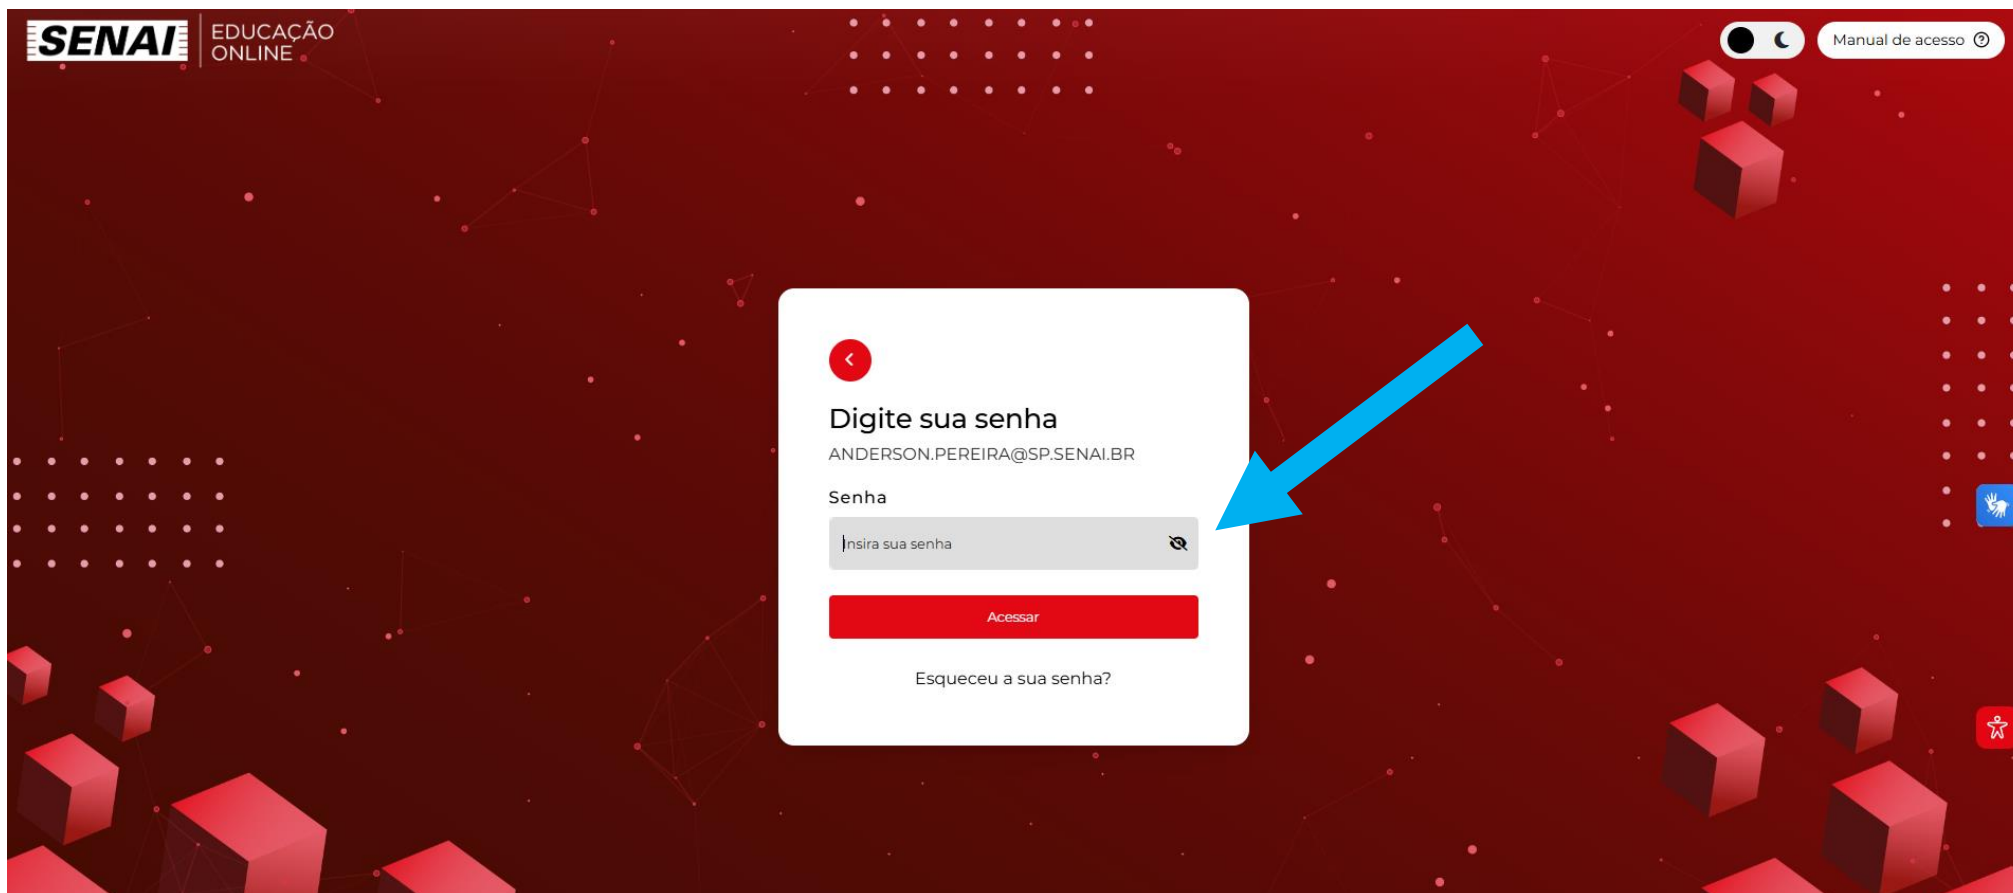 SENAI
EDUCAÇÃO
ONLINE
Manual de acesso
Digite sua senha
ANDERSON.PEREIRA@SP.SENAI.BR
Senha
Insira sua senha
Acessar
Esqueceu a sua senha?